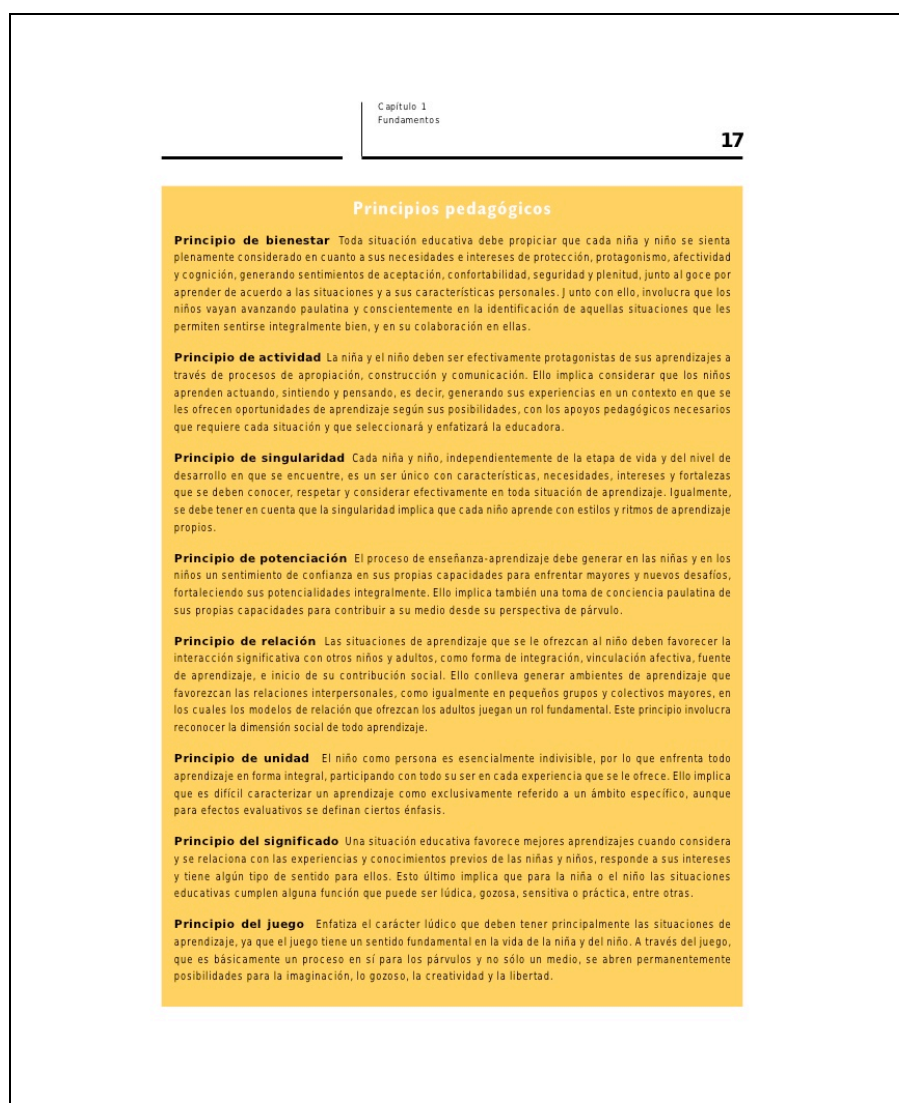 Capítulo 1
Fundamentos
17
Principios pedagógicos
Principio de bienestar Toda situación educativa debe propiciar que cada niña y niño se sienta
plenamente considerado en cuanto a sus necesidades e intereses de protección, protagonismo, afectividad
y cognición, generando sentimientos de aceptación, confortabilidad, seguridad y plenitud, junto al goce por
aprender de acuerdo a las situaciones y a sus características personales. Junto con ello, involucra que los
niños vayan avanzando paulatina y conscientemente en la identificación de aquellas situaciones que les
permiten sentirse integralmente bien, y en su colaboración en ellas.
Principio de actividad La niña y el niño deben ser efectivamente protagonistas de sus aprendizajes a
través de procesos de apropiación, construcción y comunicación. Ello implica considerar que los niños
aprenden actuando, sintiendo y pensando, es decir, generando sus experiencias en un contexto en que se
les ofrecen oportunidades de aprendizaje según sus posibilidades, con los apoyos pedagógicos necesarios
que requiere cada situación y que seleccionará y enfatizará la educadora.
Principio de singularidad Cada niña y niño, independientemente de la etapa de vida y del nivel de
desarrollo en que se encuentre, es un ser único con características, necesidades, intereses y fortalezas
que se deben conocer, respetar y considerar efectivamente en toda situación de aprendizaje. Igualmente,
se debe tener en cuenta que la singularidad implica que cada niño aprende con estilos y ritmos de aprendizaje
propios.
Principio de potenciación El proceso de enseñanza-aprendizaje debe generar en las niñas y en los
niños un sentimiento de confianza en sus propias capacidades para enfrentar mayores y nuevos desafíos,
fortaleciendo sus potencialidades integralmente. Ello implica también una toma de conciencia paulatina de
sus propias capacidades para contribuir a su medio desde su perspectiva de párvulo.
Principio de relación Las situaciones de aprendizaje que se le ofrezcan al niño deben favorecer la
interacción significativa con otros niños y adultos, como forma de integración, vinculación afectiva, fuente
de aprendizaje, e inicio de su contribución social. Ello conlleva generar ambientes de aprendizaje que
favorezcan las relaciones interpersonales, como igualmente en pequeños grupos y colectivos mayores, en
los cuales los modelos de relación que ofrezcan los adultos juegan un rol fundamental. Este principio involucra
reconocer la dimensión social de todo aprendizaje.
Principio de unidad El niño como persona es esencialmente indivisible, por lo que enfrenta todo
aprendizaje en forma integral, participando con todo su ser en cada experiencia que se le ofrece. Ello implica
que es difícil caracterizar un aprendizaje como exclusivamente referido a un ámbito específico, aunque
para efectos evaluativos se definan ciertos énfasis.
Principio del significado Una situación educativa favorece mejores aprendizajes cuando considera
y se relaciona con las experiencias y conocimientos previos de las niñas y niños, responde a sus intereses
y tiene algún tipo de sentido para ellos. Esto último implica que para la niña o el niño las situaciones
educativas cumplen alguna función que puede ser lúdica, gozosa, sensitiva o práctica, entre otras.
Principio del juego Enfatiza el carácter lúdico que deben tener principalmente las situaciones de
aprendizaje, ya que el juego tiene un sentido fundamental en la vida de la niña y del niño. A través del juego,
que es básicamente un proceso en sí para los párvulos y no sólo un medio, se abren permanentemente
posibilidades para la imaginación, lo gozoso, la creatividad y la libertad.